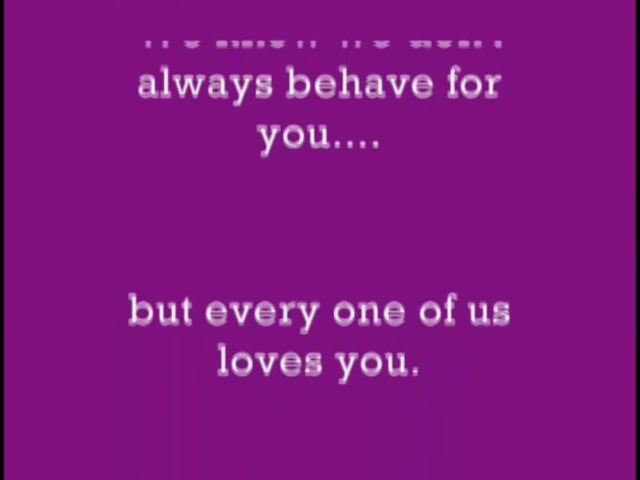 always behave for
you....
but every one of us
loves you.